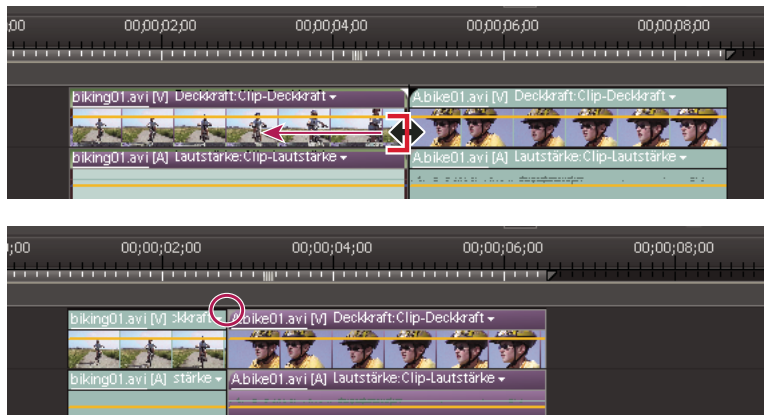 ;00 00;00;02;00 00;00;04;00 00;00;06;00 00;00;08;00
biking01.avi [V] Deckkraft:Clip-Deckkraft A.bike01.avi [V] Deckkraft:Clip-Deckkraft
biking01.avi [A] Lautstärke:Clip-Lautstärke A.bike01.avi [A] Lautstärke:Clip-Lautstärke
;00 00;00;02;00 00;00;04;00 00;00;06;00 00;00;08;00
biking01.avi [V] :kkraft A.bike01.avi [V] Deckkraft:Clip-Deckkraft
biking01.avi [A] stärke A.bike01.avi [A] Lautstärke:Clip-Lautstärke